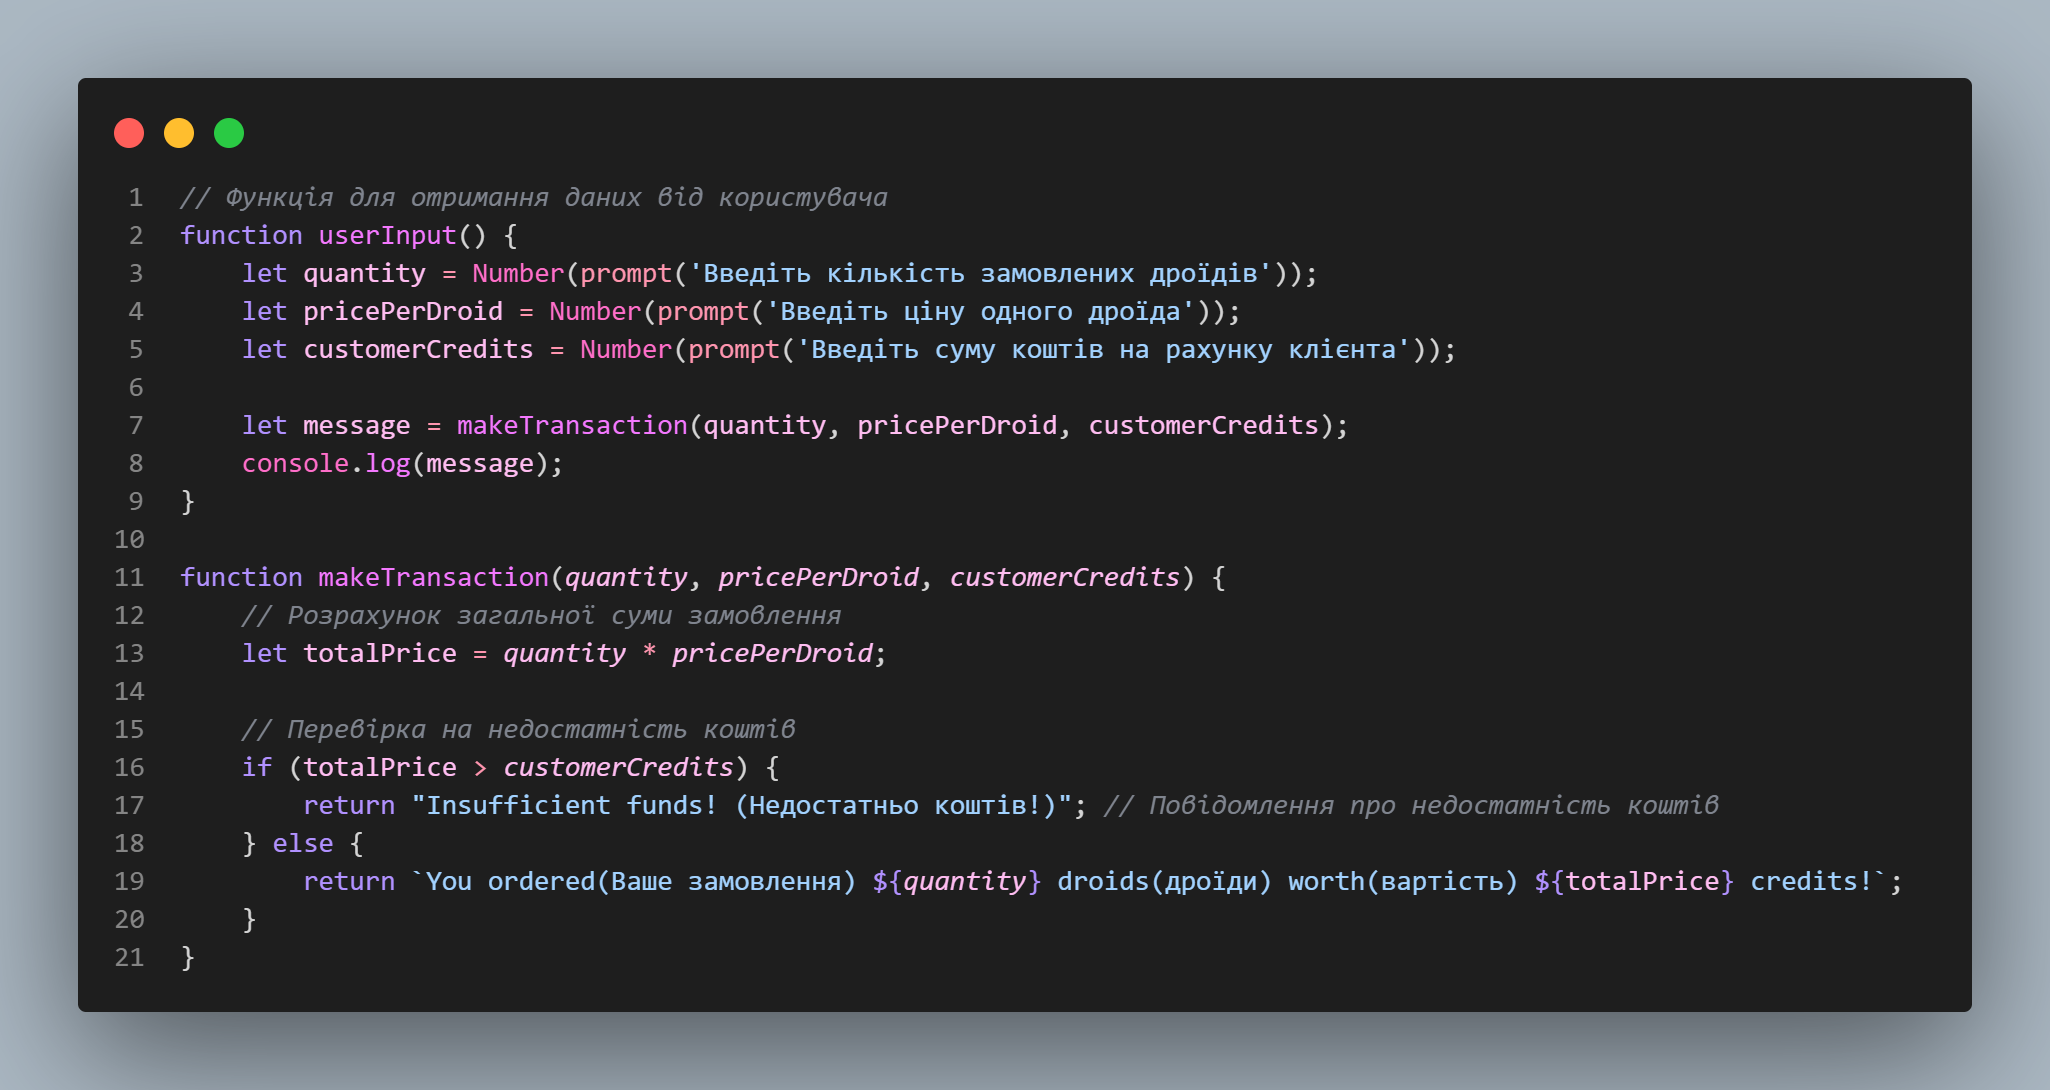 1 // Функція для отримання даних від користувача
2 function userInput() {
3     let quantity = Number(prompt('Введіть кількість замовлених дроїдів'));
4     let pricePerDroid = Number(prompt('Введіть ціну одного дроїда'));
5     let customerCredits = Number(prompt('Введіть суму коштів на рахунку клієнта'));
6
7     let message = makeTransaction(quantity, pricePerDroid, customerCredits);
8     console.log(message);
9 }
10
11 function makeTransaction(quantity, pricePerDroid, customerCredits) {
12     // Розрахунок загальної суми замовлення
13     let totalPrice = quantity * pricePerDroid;
14
15     // Перевірка на недостатність коштів
16     if (totalPrice > customerCredits) {
17         return "Insufficient funds! (Недостатньо коштів!)"; // Повідомлення про недостатність коштів
18     } else {
19         return `You ordered(Ваше замовлення) ${quantity} droids(дроїди) worth(вартість) ${totalPrice} credits!`;
20     }
21 }